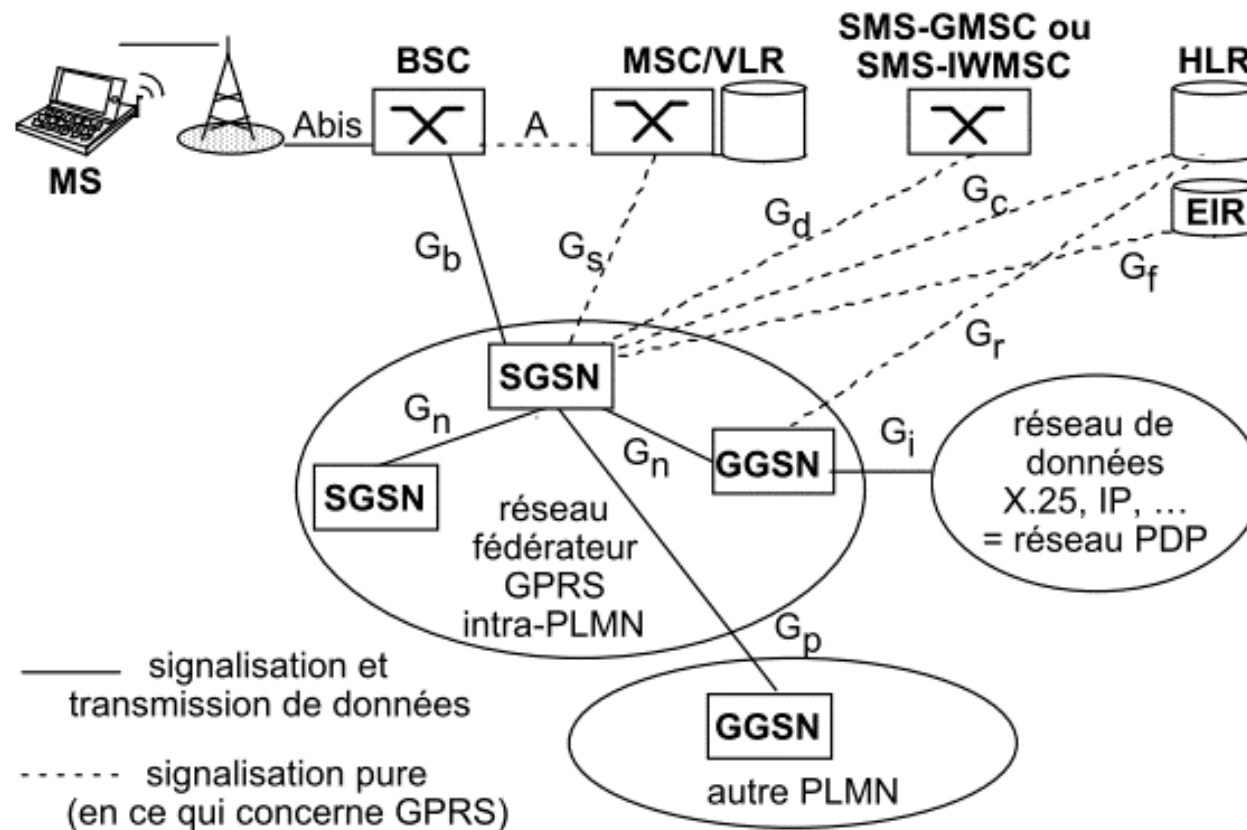 SMS-GMSC ou
SMS-IWMSC
BSC
MSC/VLR
HLR
MS
Abis
A
EIR
Gb
Gs
Gd
Gc
Gf
Gr
SGSN
Gn
Gn
SGSN
GGSN
Gi
réseau de
données
X.25, IP, ...
= réseau PDP
réseau
fédérateur
GPRS
intra-PLMN
Gp
GGSN
autre PLMN
signalisation et
transmission de données
signalisation pure
(en ce qui concerne GPRS)